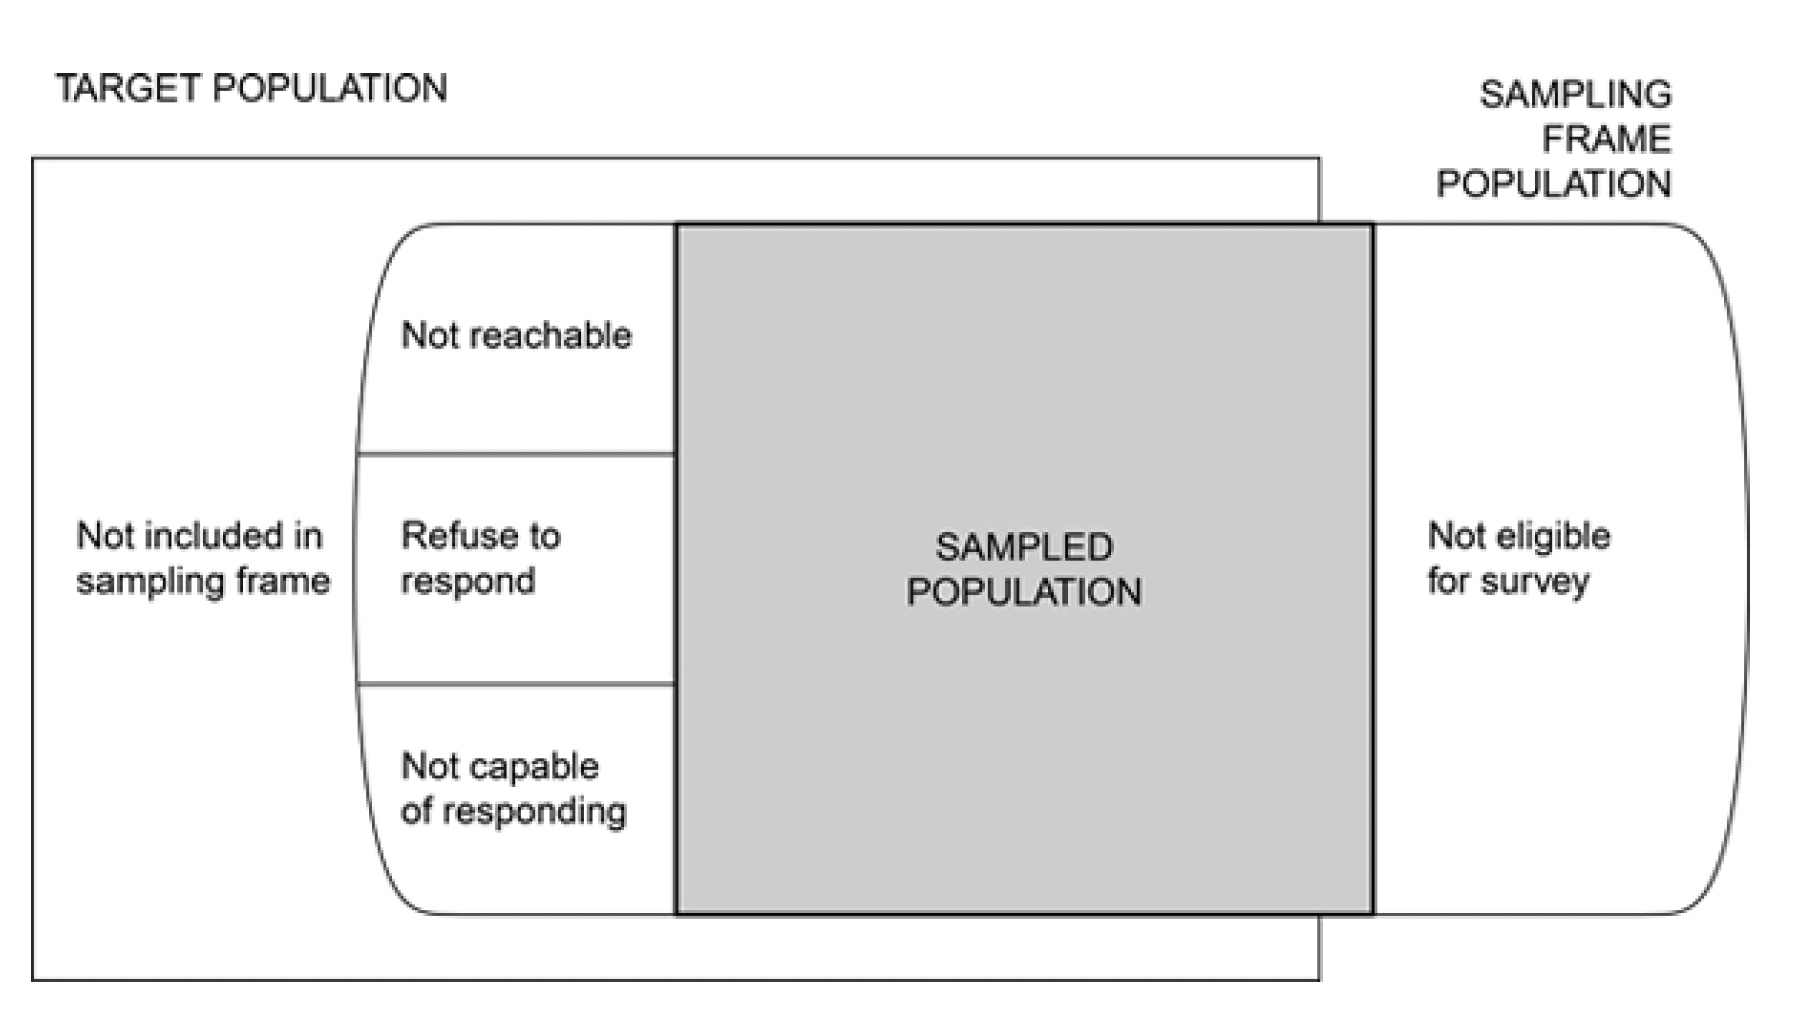 TARGET POPULATION
SAMPLING
FRAME
POPULATION
Not reachable
Not included in
sampling frame
Refuse to
respond
Not capable
of responding
SAMPLED
POPULATION
Not eligible
for survey